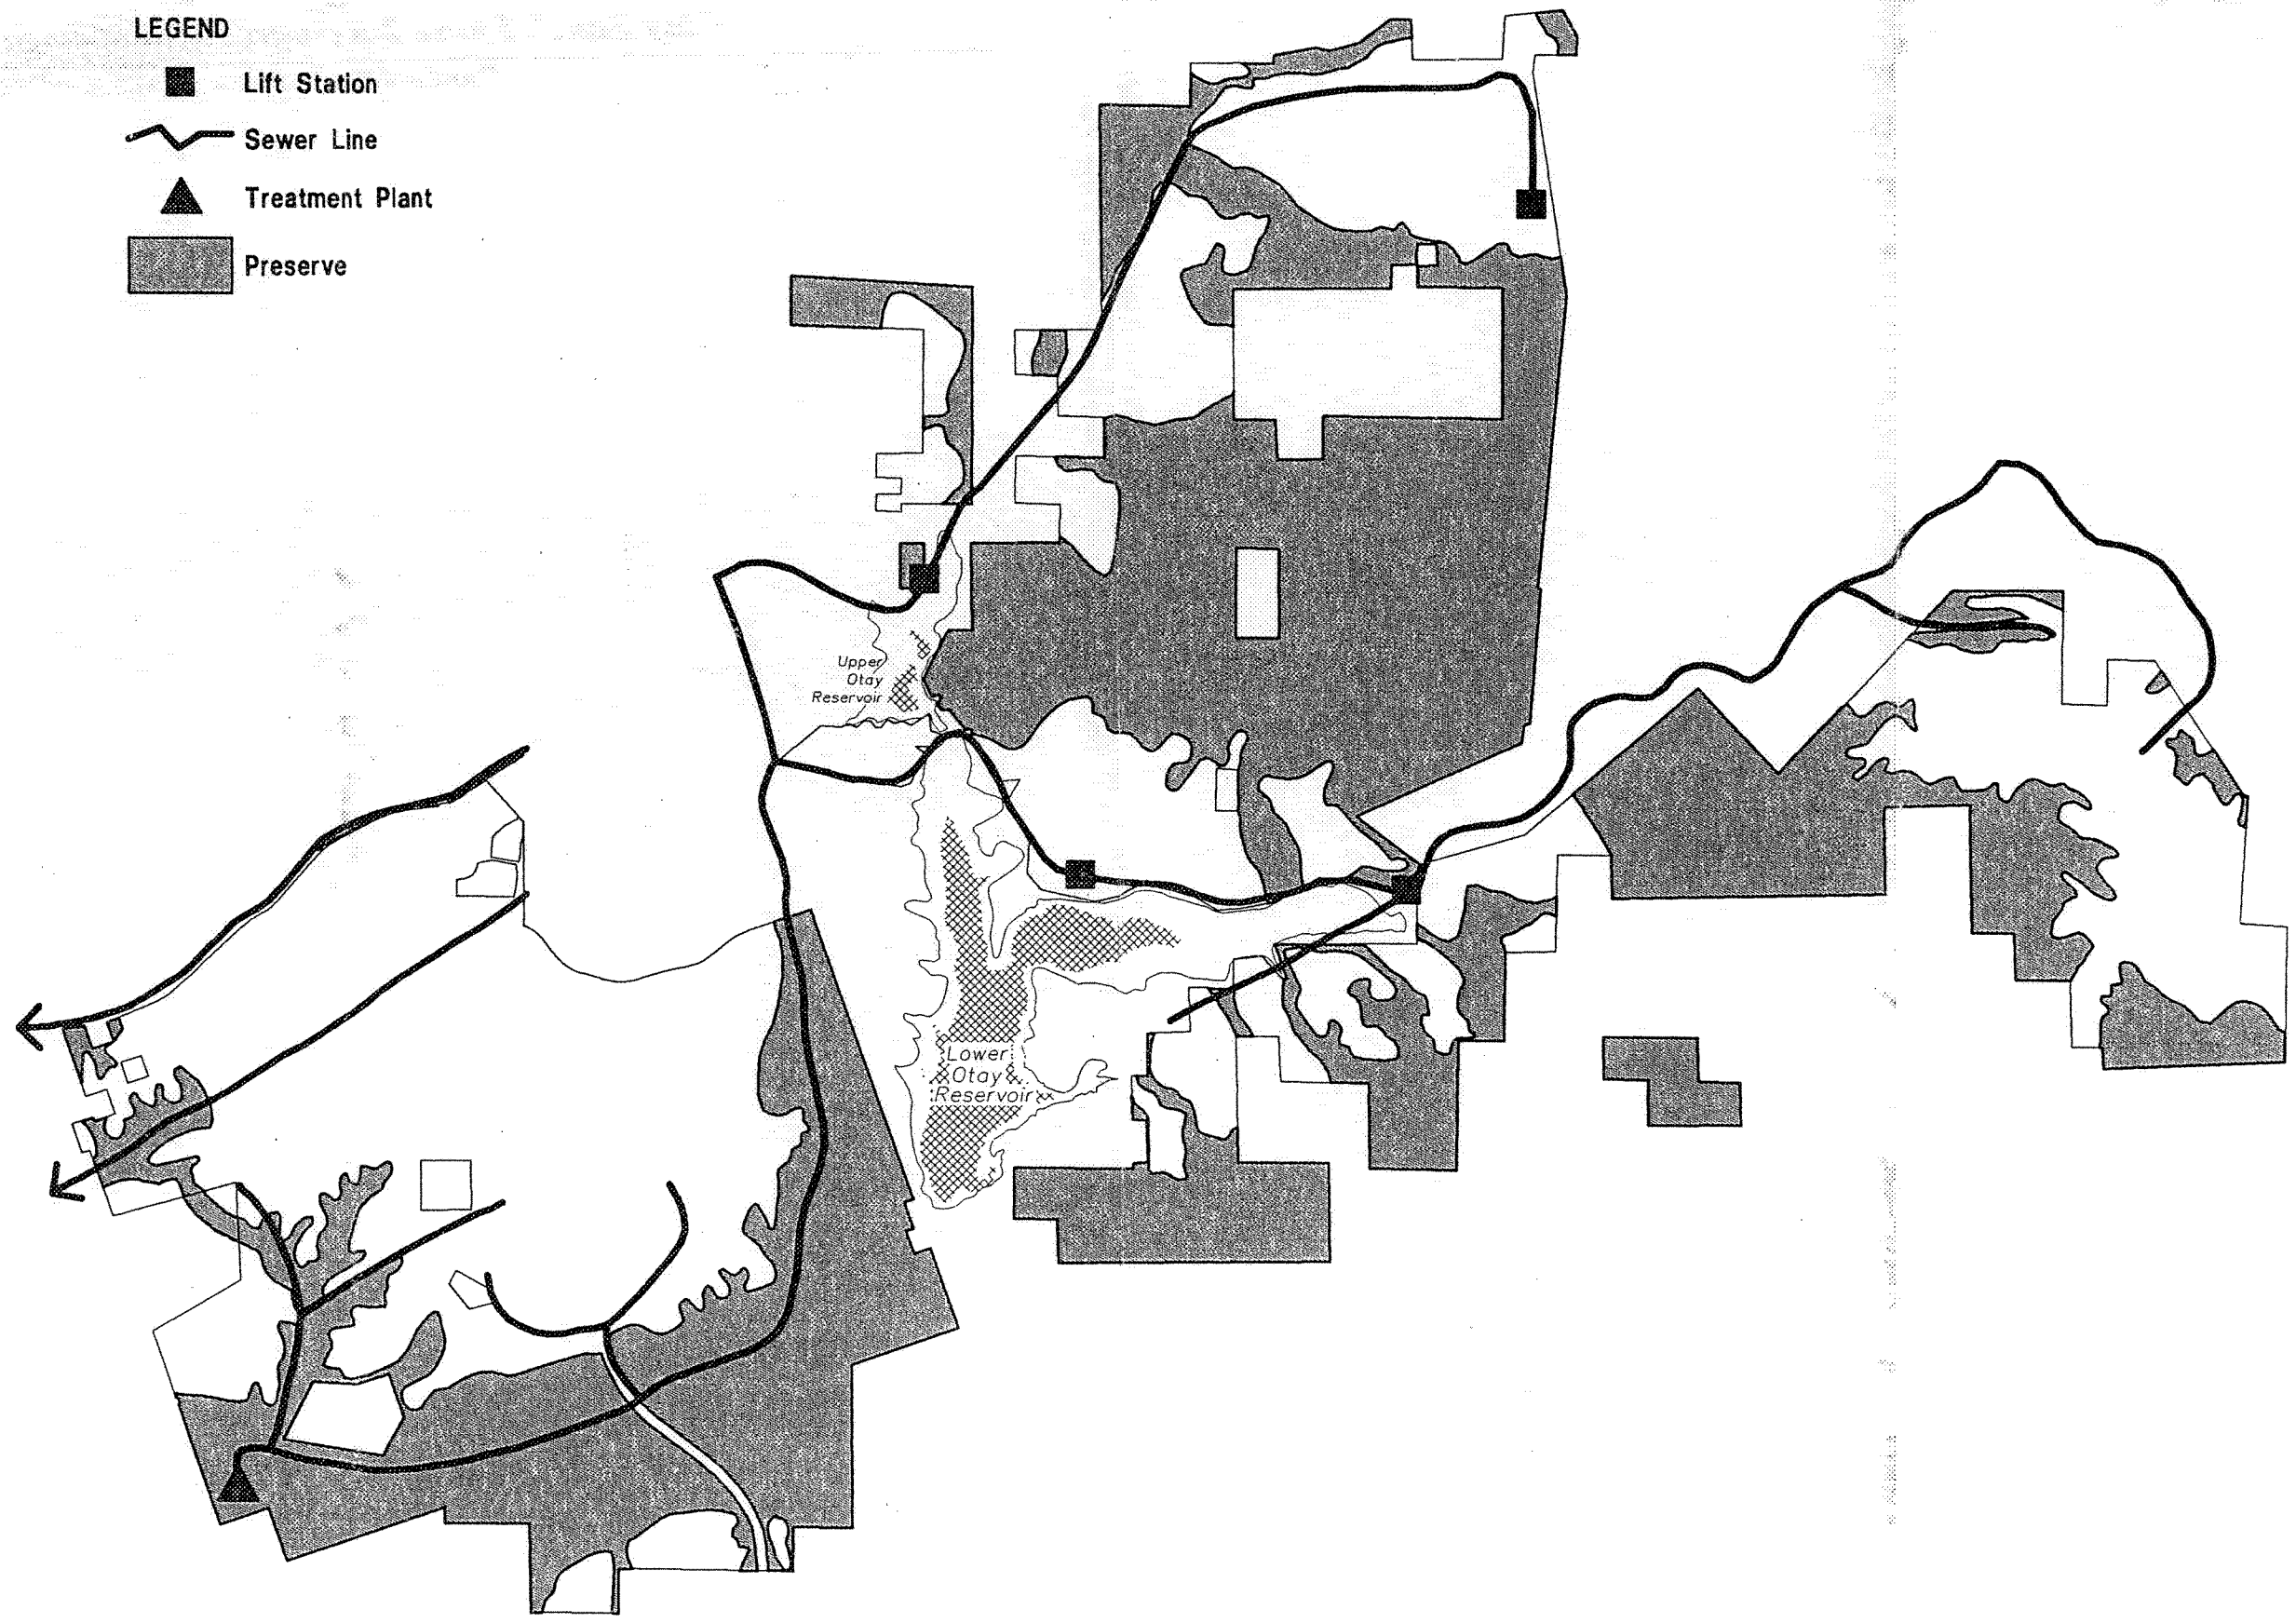 LEGEND
Lift Station
Sewer Line
Treatment Plant
Preserve
Upper
Otay
Reservoir
Lower
Otay
Reservoir